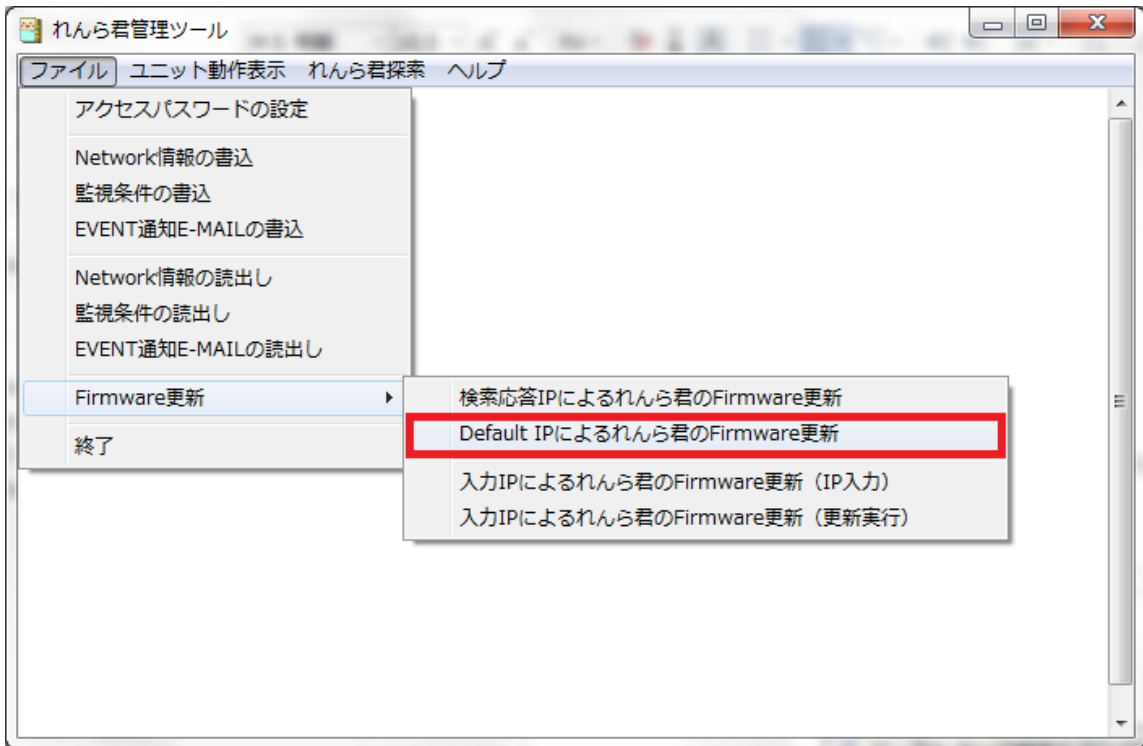 れんら君管理ツール
ファイル ユニット動作表示 れんら君探索 ヘルプ
アクセスパスワードの設定
Network情報の書込
監視条件の書込
EVENT通知E-MAILの書込
Network情報の読出し
監視条件の読出し
EVENT通知E-MAILの読出し
Firmware更新
終了
検索応答IPによるれんら君のFirmware更新
Default IPによるれんら君のFirmware更新
入力IPによるれんら君のFirmware更新（IP入力）
入力IPによるれんら君のFirmware更新（更新実行）